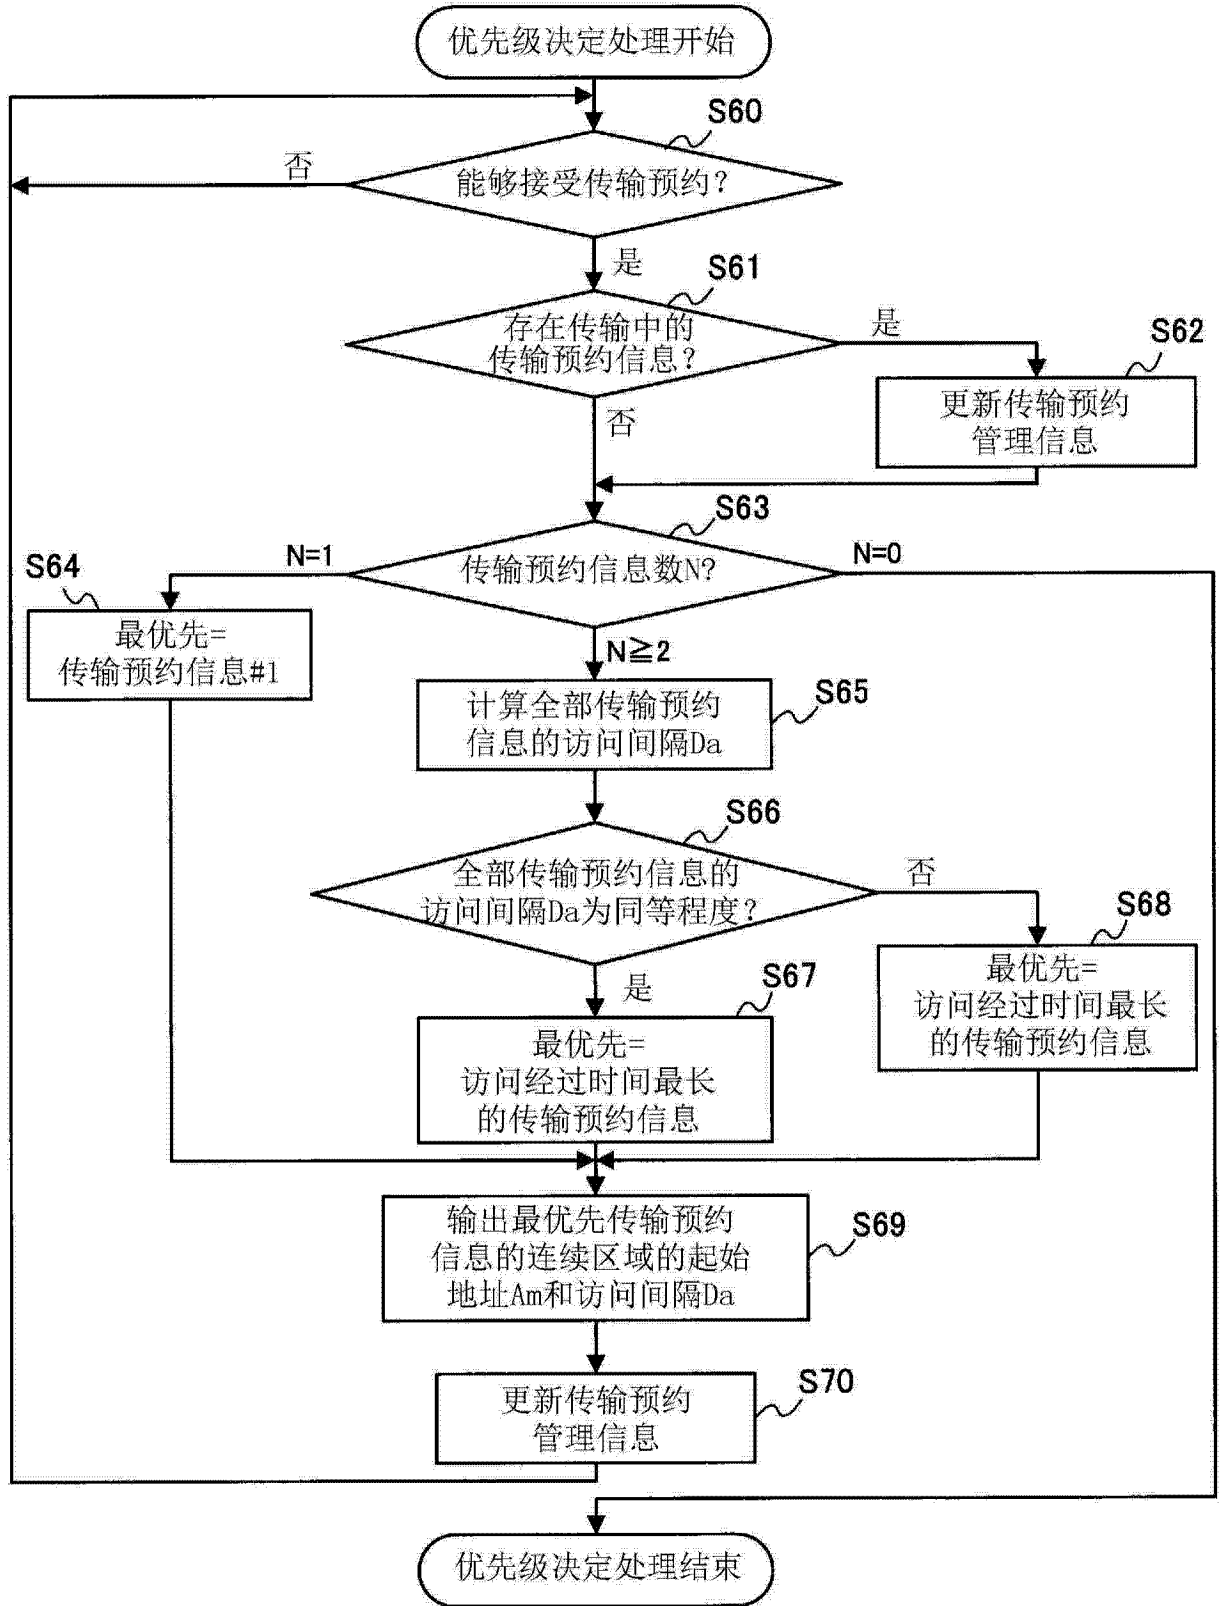 优先级决定处理开始
S60
否
能够接受传输预约?
是
S61
存在传输中的
传输预约信息?
是
S62
更新传输预约
管理信息
否
S63
N=1
传输预约信息数N?
N=0
S64
最优先=
传输预约信息#1
N≧2
S65
计算全部传输预约
信息的访问间隔Da
S66
全部传输预约信息的
访问间隔Da为同等程度?
否
S68
最优先=
访问经过时间最长
的传输预约信息
是
S67
最优先=
访问经过时间最长
的传输预约信息
S69
输出最优先传输预约
信息的连续区域的起始
地址Am和访问间隔Da
S70
更新传输预约
管理信息
优先级决定处理结束